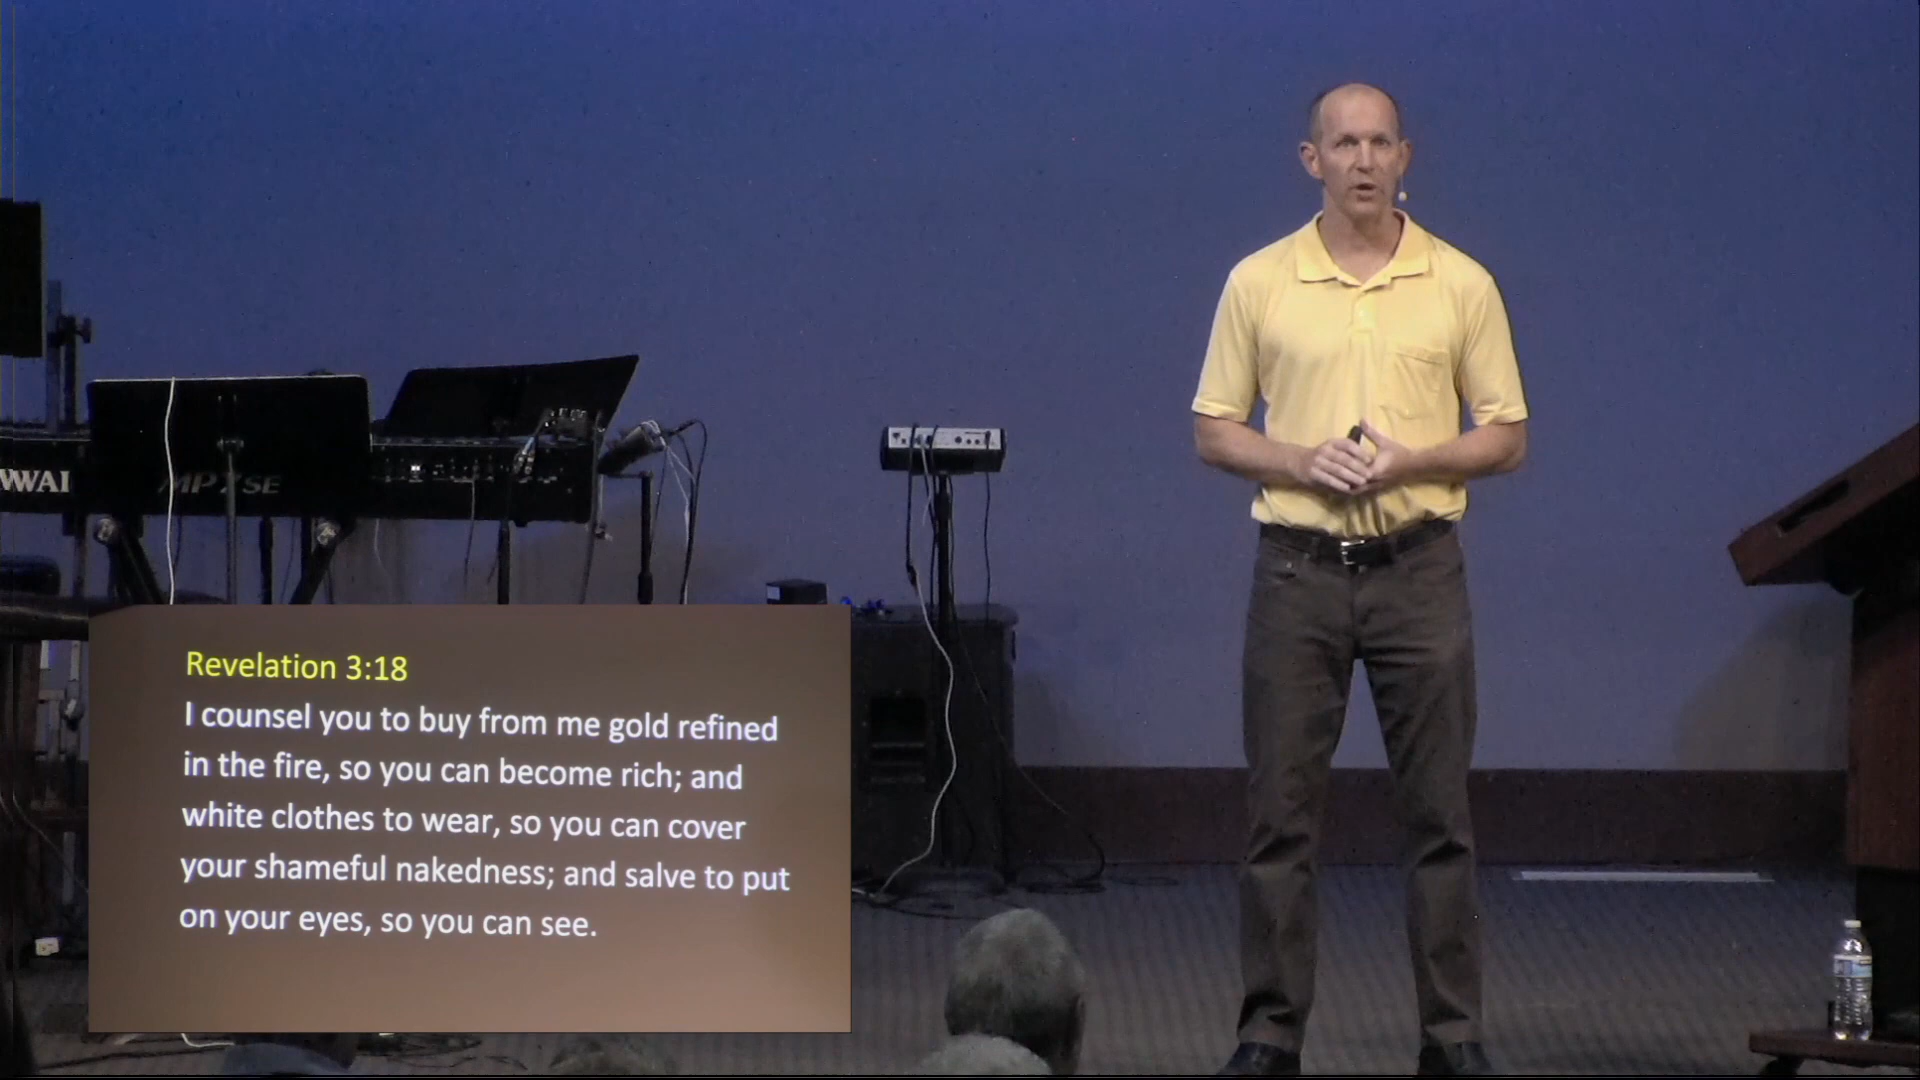 WAI
MP7SE
Revelation 3:18
I counsel you to buy from me gold refined
in the fire, so you can become rich; and
white clothes to wear, so you can cover
your shameful nakedness; and salve to put
on your eyes, so you can see.